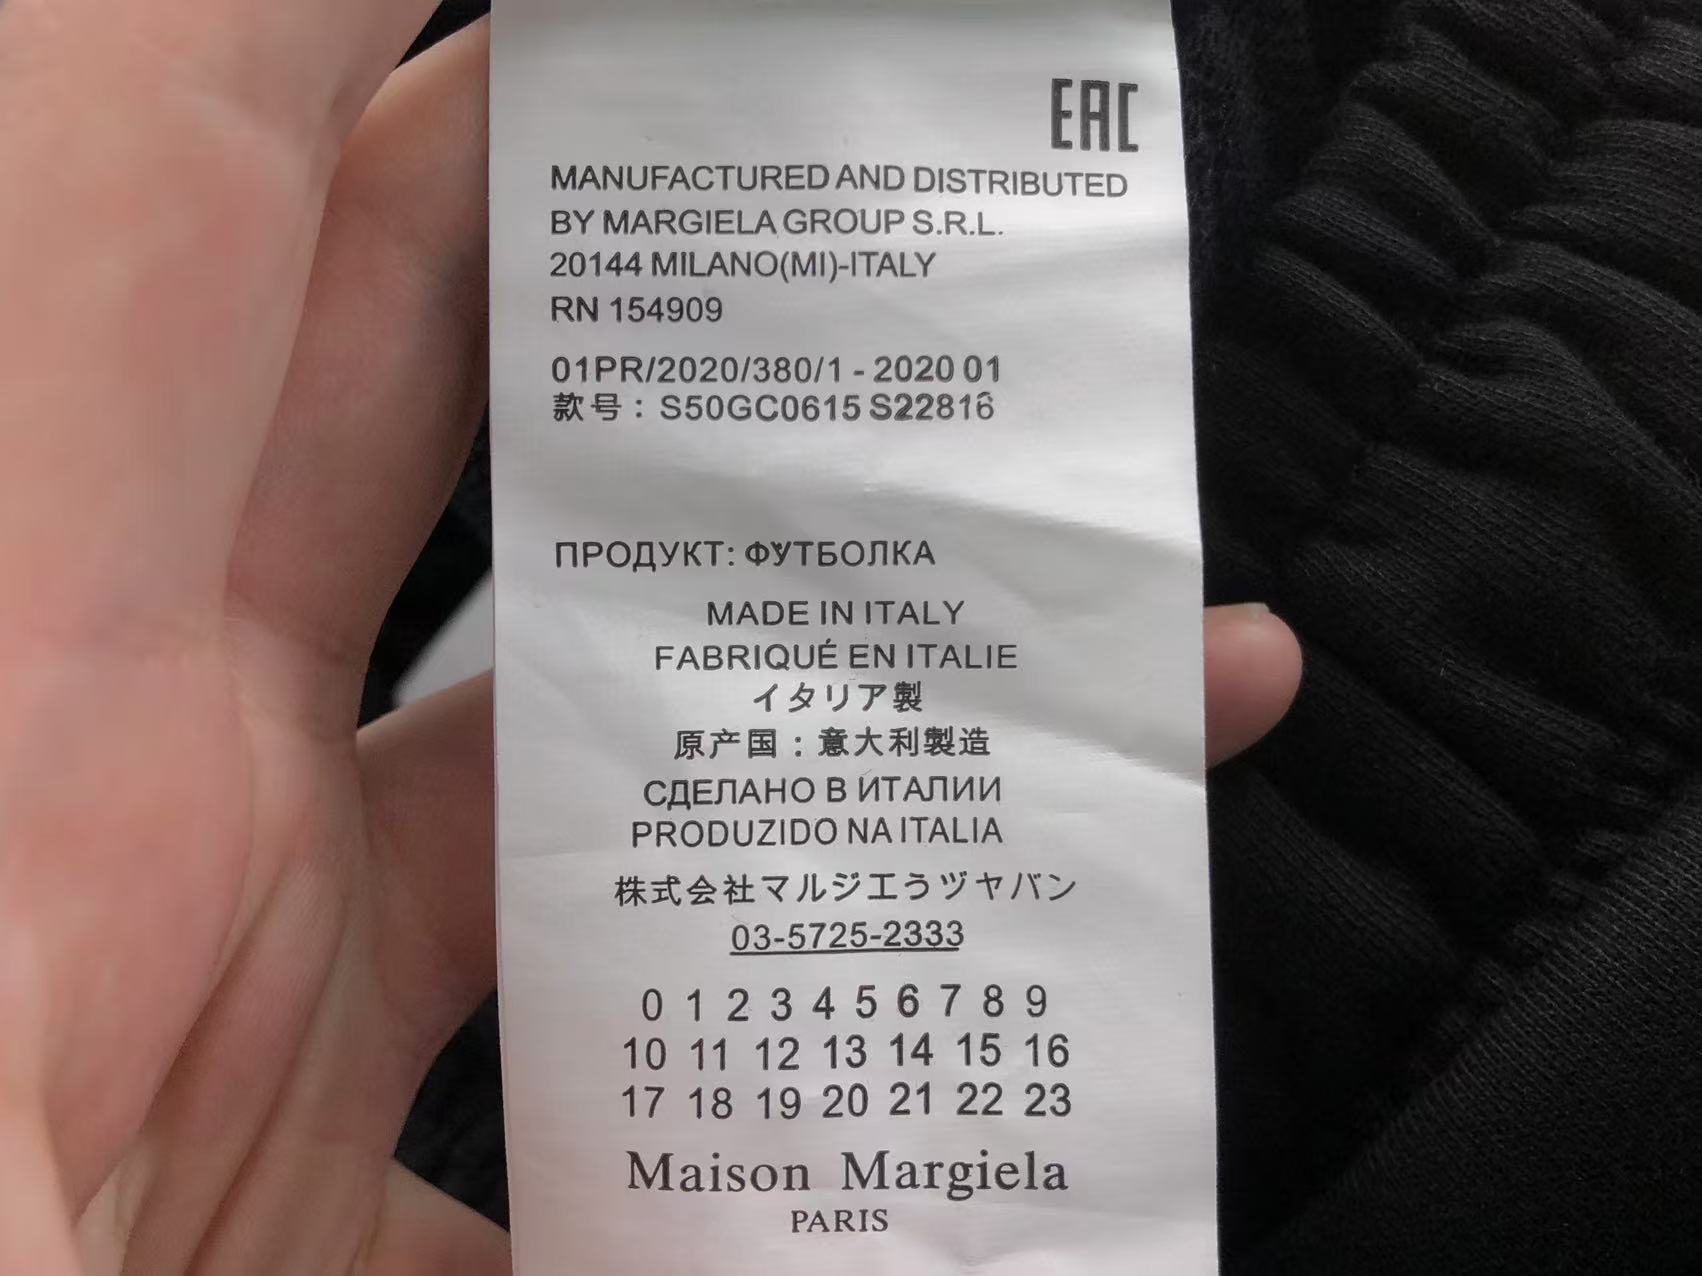 EAC
MANUFACTURED AND DISTRIBUTED
BY MARGIELA GROUP S.R.L.
20144 MILANO(MI)-ITALY
RN 154909
01PR/2020/380/1 - 2020 01
款号：S50GC0615 S22816
ПРОДУКТ: ФУТБОЛКА
MADE IN ITALY
FABRIQUÉ EN ITALIE
イタリア製
原产国：意大利製造
СДЕЛАНО В ИТАЛИИ
PRODUZIDO NA ITALIA
株式会社マルジエうヅヤバン
03-5725-2333
0 1 2 3 4 5 6 7 8 9
10 11 12 13 14 15 16
17 18 19 20 21 22 23
Maison Margiela
PARIS